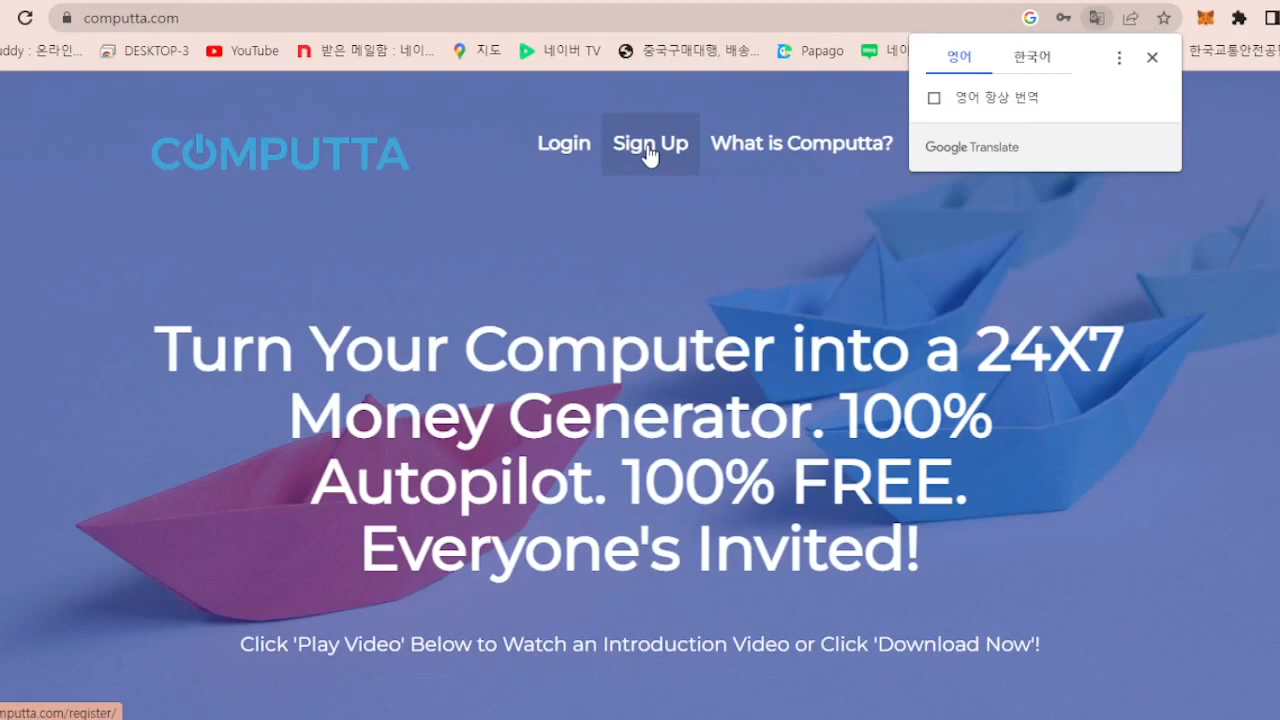 computta.com
uddy : 온라인...
DESKTOP-3
YouTube
받은 메일함 : 네이...
지도
네이버 TV
중국구매대행, 배송...
Papago
네이
한국교통안전공단
영어
한국어
영어 항상 번역
Google Translate
COMPUTTA
Login
Sign Up
What is Computta?
Turn Your Computer into a 24X7
Money Generator. 100%
Autopilot. 100% FREE.
Everyone's Invited!
Click 'Play Video' Below to Watch an Introduction Video or Click 'Download Now'!
mputta.com/register/